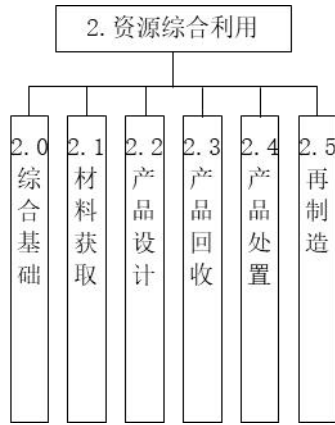 2.资源综合利用
2.0综合基础
2.1材料获取
2.2产品设计
2.3产品回收
2.4产品处置
2.5再制造